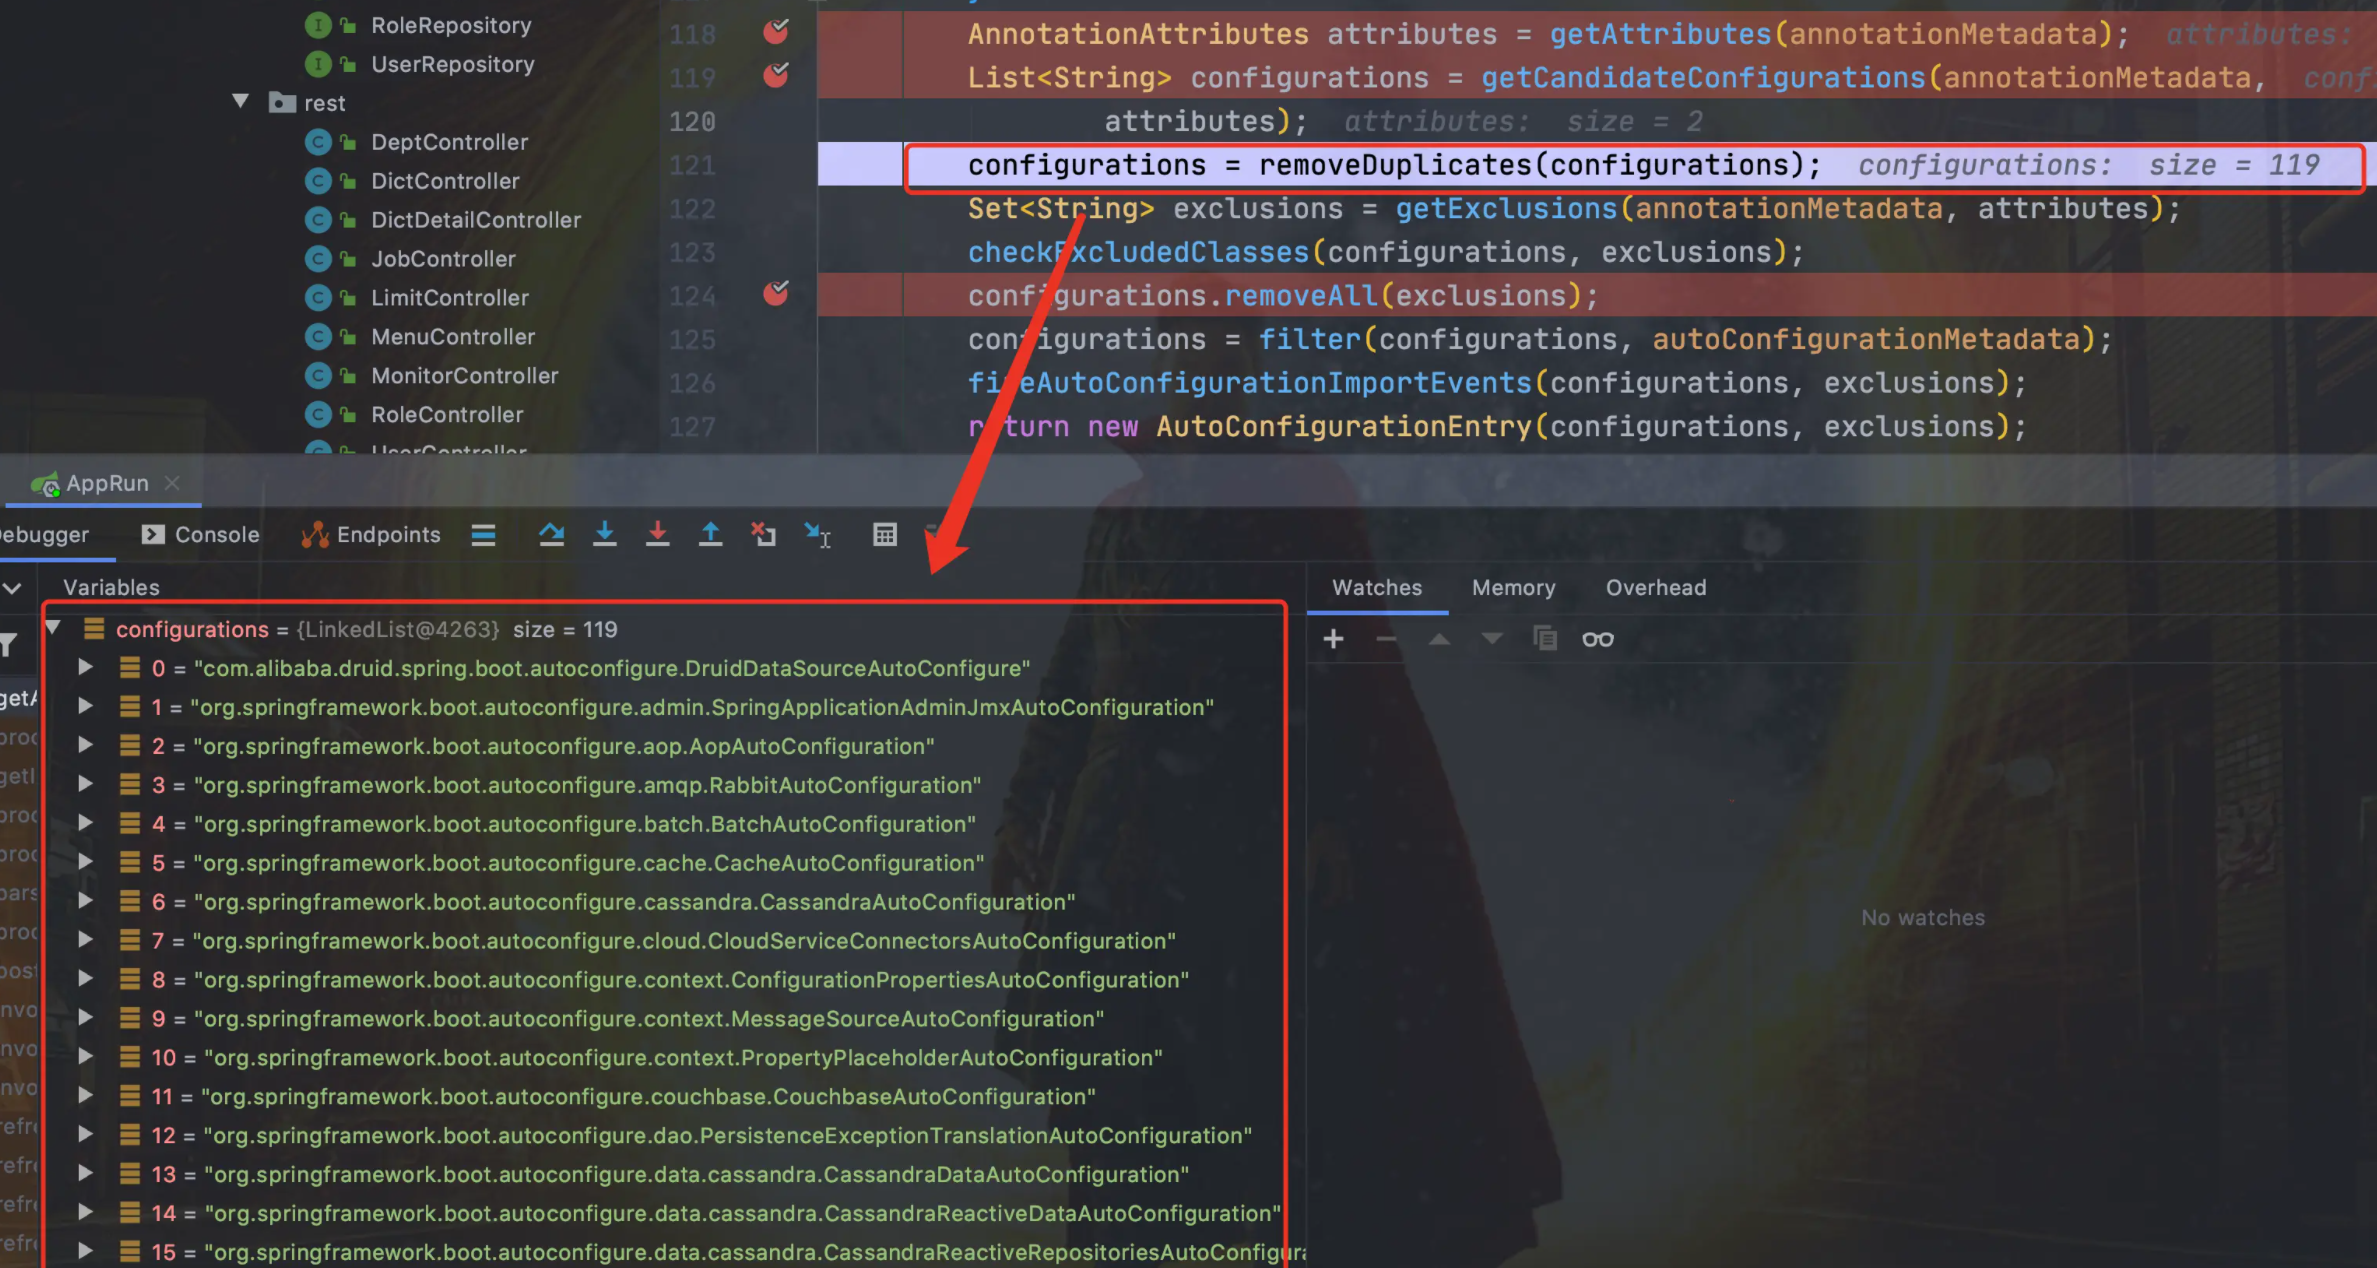 RoleRepository
UserRepository
rest
DeptController
DictController
DictDetailController
JobController
LimitController
MenuController
MonitorController
RoleController
UserController
118 AnnotationAttributes attributes = getAttributes(annotationMetadata); attributes:
119 List<String> configurations = getCandidateConfigurations(annotationMetadata, conf
120 attributes); attributes: size = 2
121 configurations = removeDuplicates(configurations); configurations: size = 119
122 Set<String> exclusions = getExclusions(annotationMetadata, attributes);
123 checkExcludedClasses(configurations, exclusions);
124 configurations.removeAll(exclusions);
125 configurations = filter(configurations, autoConfigurationMetadata);
126 fireAutoConfigurationImportEvents(configurations, exclusions);
127 return new AutoConfigurationEntry(configurations, exclusions);
AppRun
ebugger Console Endpoints
Variables
configurations = {LinkedList@4263} size = 119
0 = "com.alibaba.druid.spring.boot.autoconfigure.DruidDataSourceAutoConfigure"
1 = "org.springframework.boot.autoconfigure.admin.SpringApplicationAdminJmxAutoConfiguration"
2 = "org.springframework.boot.autoconfigure.aop.AopAutoConfiguration"
3 = "org.springframework.boot.autoconfigure.amqp.RabbitAutoConfiguration"
4 = "org.springframework.boot.autoconfigure.batch.BatchAutoConfiguration"
5 = "org.springframework.boot.autoconfigure.cache.CacheAutoConfiguration"
6 = "org.springframework.boot.autoconfigure.cassandra.CassandraAutoConfiguration"
7 = "org.springframework.boot.autoconfigure.cloud.CloudServiceConnectorsAutoConfiguration"
8 = "org.springframework.boot.autoconfigure.context.ConfigurationPropertiesAutoConfiguration"
9 = "org.springframework.boot.autoconfigure.context.MessageSourceAutoConfiguration"
10 = "org.springframework.boot.autoconfigure.context.PropertyPlaceholderAutoConfiguration"
11 = "org.springframework.boot.autoconfigure.couchbase.CouchbaseAutoConfiguration"
12 = "org.springframework.boot.autoconfigure.dao.PersistenceExceptionTranslationAutoConfiguration"
13 = "org.springframework.boot.autoconfigure.data.cassandra.CassandraDataAutoConfiguration"
14 = "org.springframework.boot.autoconfigure.data.cassandra.CassandraReactiveDataAutoConfiguration"
15 = "org.springframework.boot.autoconfigure.data.cassandra.CassandraReactiveRepositoriesAutoConfigura
getA
proc
getI
proc
proc
pars
proc
post
nvo
nvo
nvo
refre
refre
refre
refre
Watches Memory Overhead
No watches